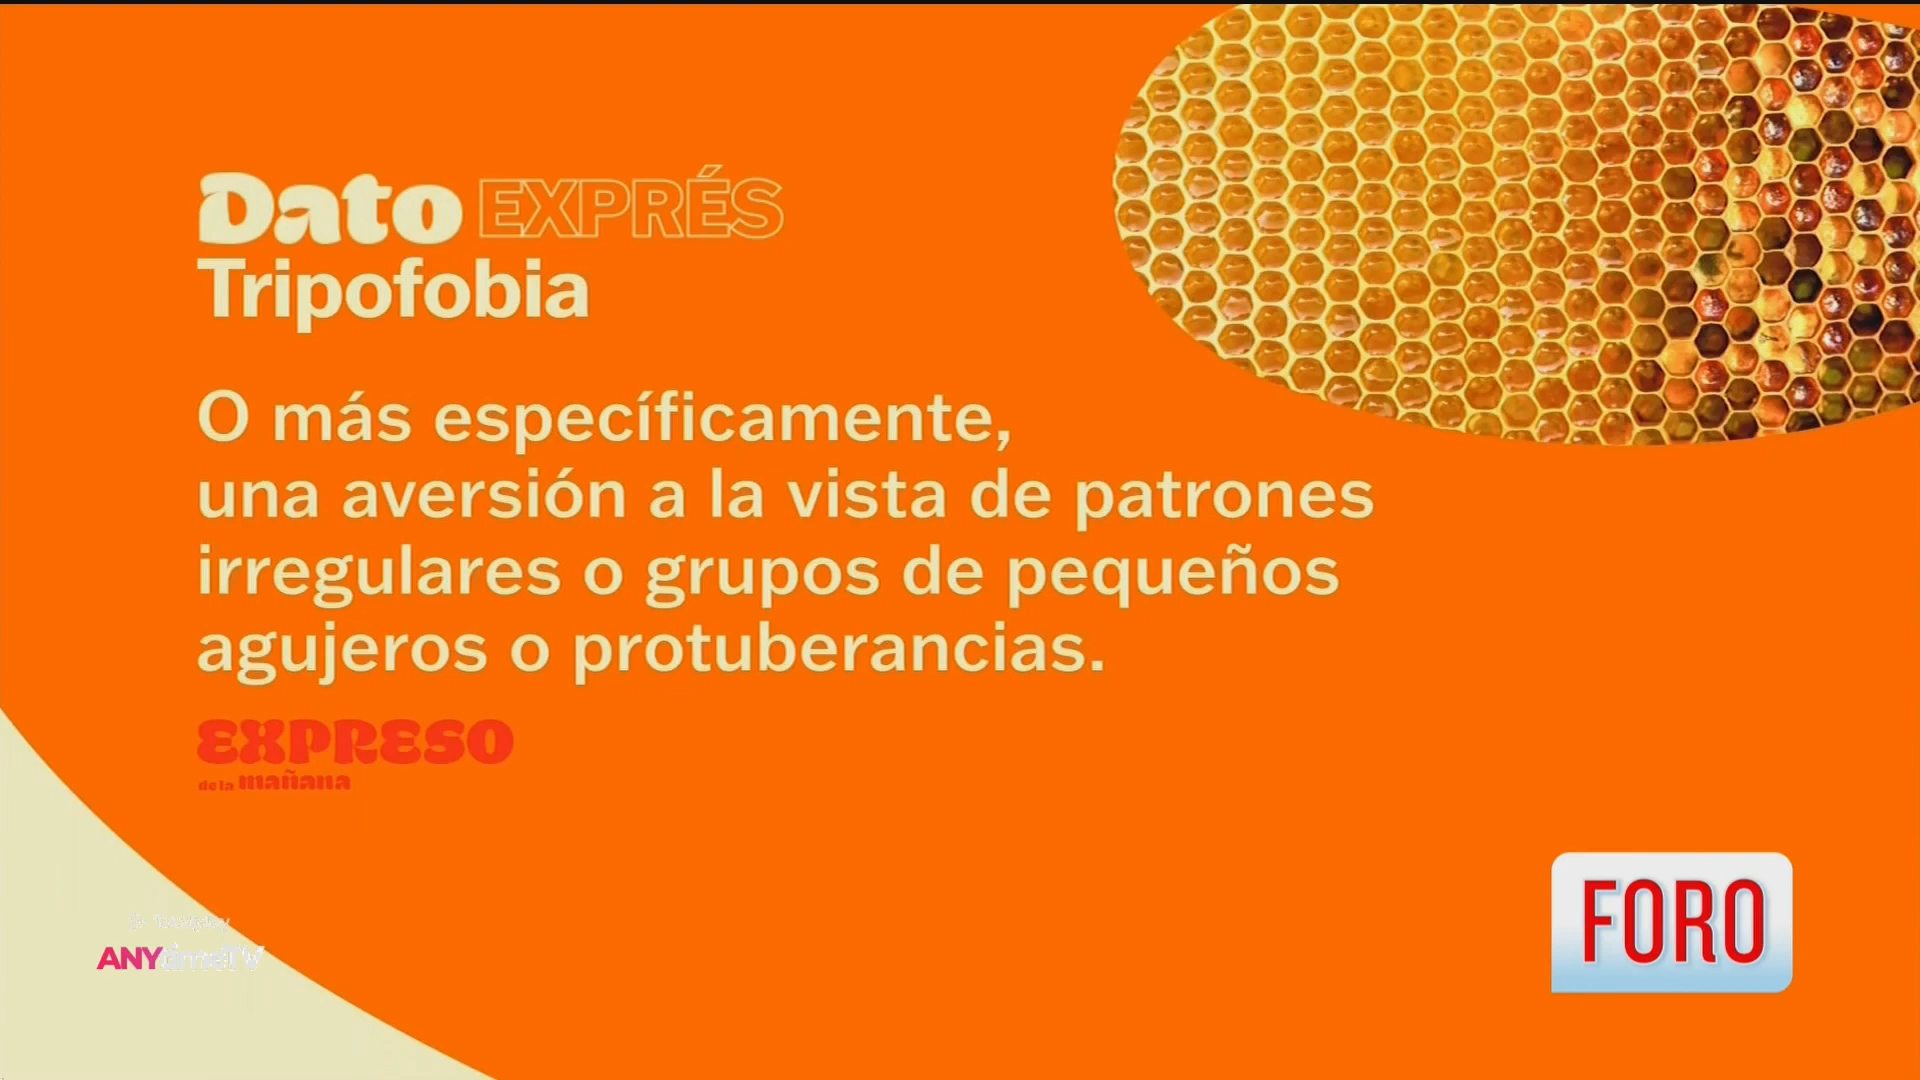 Dato EXPRÉS
Tripofobia
O más específicamente,
una aversión a la vista de patrones
irregulares o grupos de pequeños
agujeros o protuberancias.
EXPRESO
de la mañana
ANYtimeTV
FORO